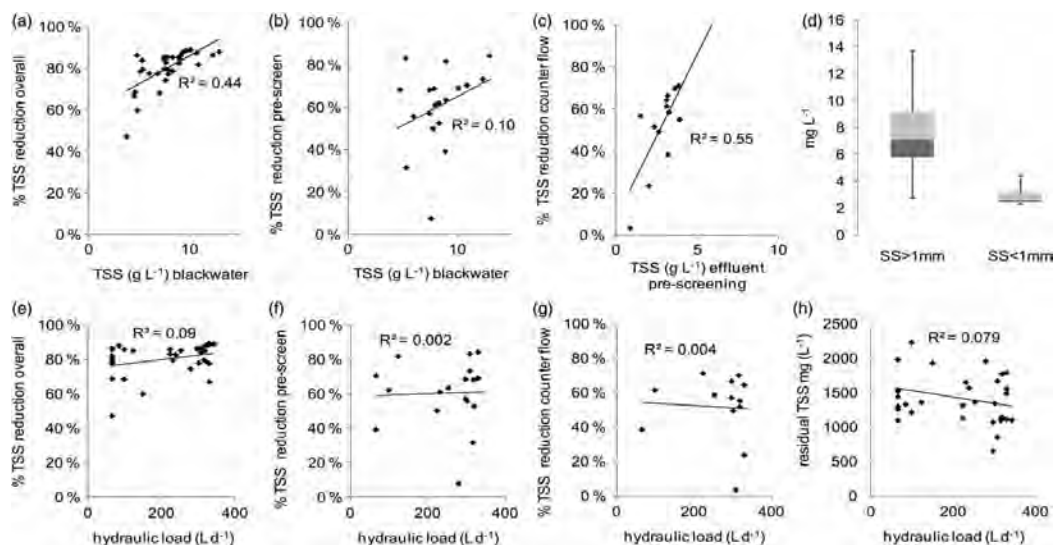 (a)
100 %
80 %
60 %
40 %
20 %
0 %
% TSS reduction overall
R² = 0.44
0
10
TSS (g L⁻¹) blackwater
(b)
100 %
80 %
60 %
40 %
20 %
0 %
% TSS reduction pre-screen
R² = 0.10
0
10
TSS (g L⁻¹) blackwater
(c)
100 %
80 %
60 %
40 %
20 %
0 %
% TSS reduction counter flow
R² = 0.55
0
5
10
TSS (g L⁻¹) effluent
pre-screening
(d)
16
14
12
10
8
6
4
2
0
mg L⁻¹
SS>1mm
SS<1mm
(e)
100 %
80 %
60 %
40 %
20 %
0 %
% TSS reduction overall
R² = 0.09
0
200
400
hydraulic load (L d⁻¹)
(f)
100 %
80 %
60 %
40 %
20 %
0 %
% TSS reduction pre-screen
R² = 0.002
0
200
400
hydraulic load (L d⁻¹)
(g)
100 %
80 %
60 %
40 %
20 %
0 %
% TSS reduction counter flow
R² = 0.004
0
200
400
hydraulic load (L d⁻¹)
(h)
2500
2000
1500
1000
500
0
residual TSS mg (L⁻¹)
R² = 0.079
0
200
400
hydraulic load (L d⁻¹)